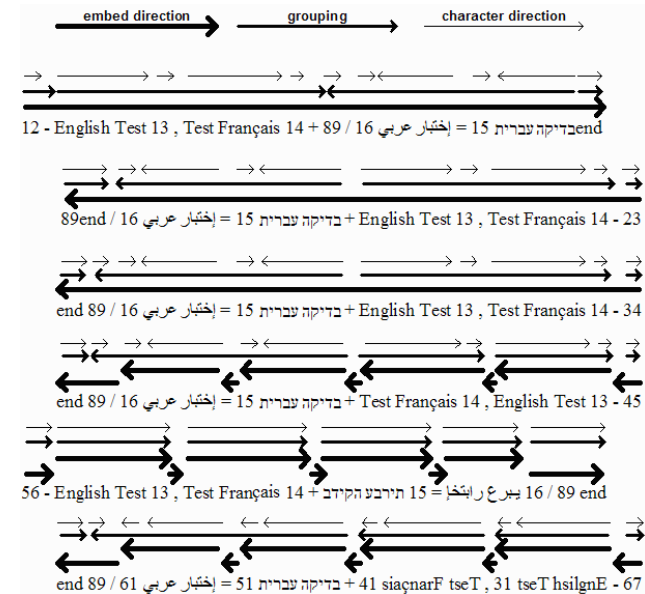 embed direction grouping character direction
12 - English Test 13 , Test Français 14 + בדיקה עברית 15 = إختبار عربي 16 / 89end
23 - English Test 13 , Test Français 14 + בדיקה עברית 15 = إختبار عربي 16 / 89end
34 - English Test 13 , Test Français 14 + בדיקה עברית 15 = إختبار عربي 16 / 89 end
45 - English Test 13 , Test Français 14 + בדיקה עברית 15 = إختبار عربي 16 / 89 end
56 - English Test 13 , Test Français 14 + תירבע הקידב 15 = يبرع رابتخإ 16 / 89 end
67 - hsilgnE tseT 31 , tseT siaçnarF 41 + בדיקה עברית 51 = إختبار عربي 61 / 89 end